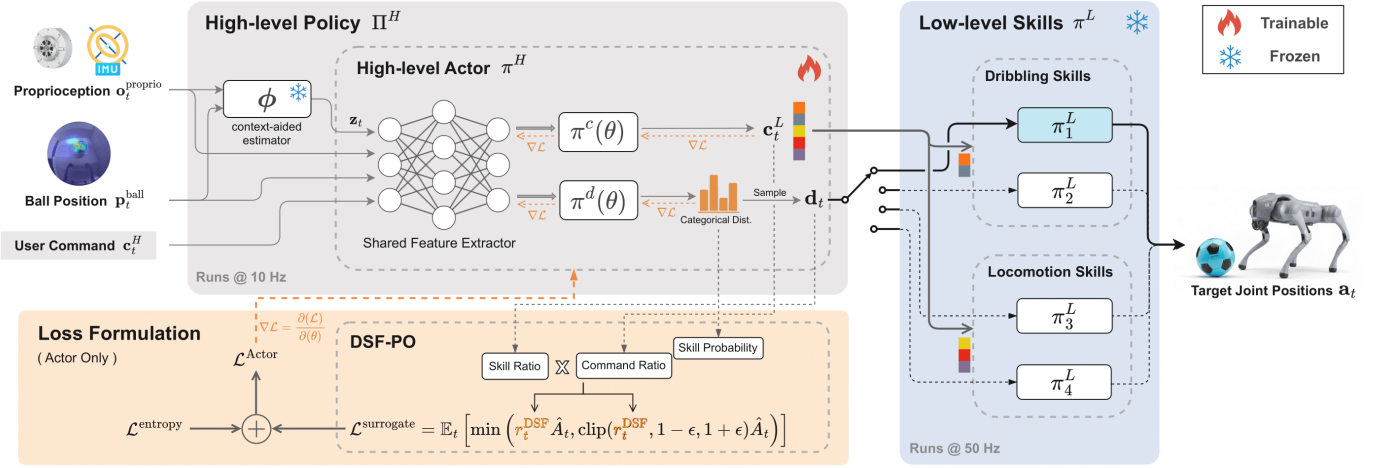 High-level Policy Π^H
High-level Actor π^H
IMU
Proprioception o_t^proprio
ϕ
context-aided
estimator
z_t
π^c(θ)
∇ℒ
∇ℒ
c_t^L
Ball Position p_t^ball
π^d(θ)
∇ℒ
∇ℒ
Categorical Dist.
Sample
d_t
User Command c_t^H
Shared Feature Extractor
Runs @ 10 Hz
Low-level Skills π^L
Dribbling Skills
π_1^L
π_2^L
Locomotion Skills
π_3^L
π_4^L
Runs @ 50 Hz
Trainable
Frozen
Target Joint Positions a_t
Loss Formulation
( Actor Only )
∇ℒ = ∂(ℒ)/∂(θ)
ℒ^Actor
ℒ^entropy
DSF-PO
Skill Ratio X Command Ratio
Skill Probability
ℒ^surrogate = 𝔼_t [min (r_t^DSF Â_t, clip(r_t^DSF, 1 − ϵ, 1 + ϵ)Â_t)]